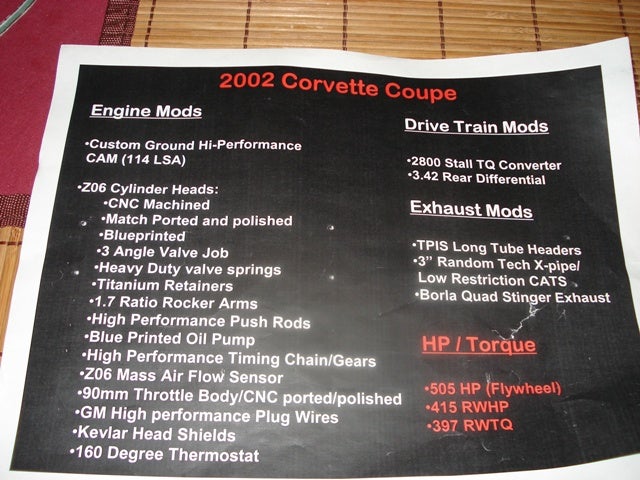 2002 Corvette Coupe
Engine Mods
•Custom Ground Hi-Performance
CAM (114 LSA)
•Z06 Cylinder Heads:
•CNC Machined
•Match Ported and polished
•Blueprinted
•3 Angle Valve Job
•Heavy Duty valve springs
•Titanium Retainers
•1.7 Ratio Rocker Arms
•High Performance Push Rods
•Blue Printed Oil Pump
•High Performance Timing Chain/Gears
•Z06 Mass Air Flow Sensor
•90mm Throttle Body/CNC ported/polished
•GM High performance Plug Wires
•Kevlar Head Shields
•160 Degree Thermostat
Drive Train Mods
•2800 Stall TQ Converter
•3.42 Rear Differential
Exhaust Mods
•TPIS Long Tube Headers
•3” Random Tech X-pipe/
Low Restriction CATS
•Borla Quad Stinger Exhaust
HP / Torque
•505 HP (Flywheel)
•415 RWHP
•397 RWTQ